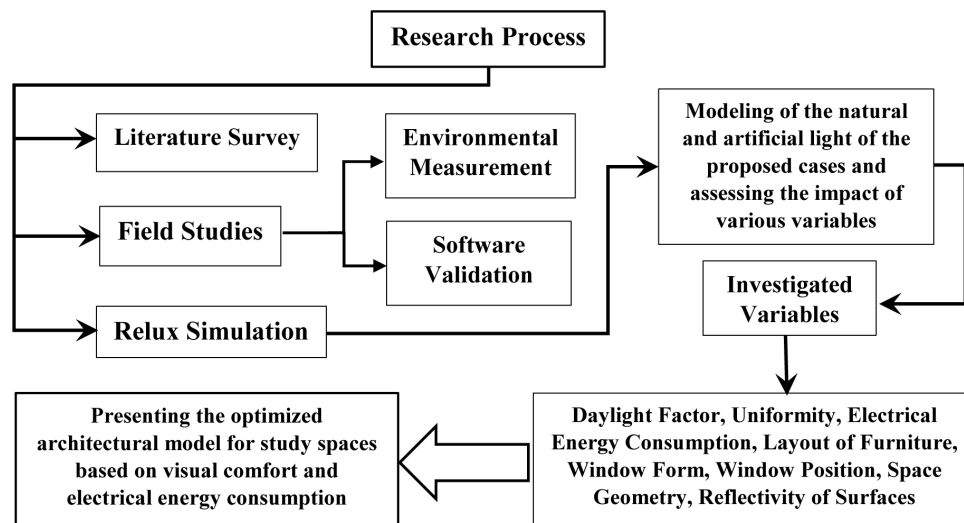 Research Process
Literature Survey
Field Studies
Relux Simulation
Environmental
Measurement
Software
Validation
Modeling of the natural
and artificial light of the
proposed cases and
assessing the impact of
various variables
Investigated
Variables
Daylight Factor, Uniformity, Electrical
Energy Consumption, Layout of Furniture,
Window Form, Window Position, Space
Geometry, Reflectivity of Surfaces
Presenting the optimized
architectural model for study spaces
based on visual comfort and
electrical energy consumption